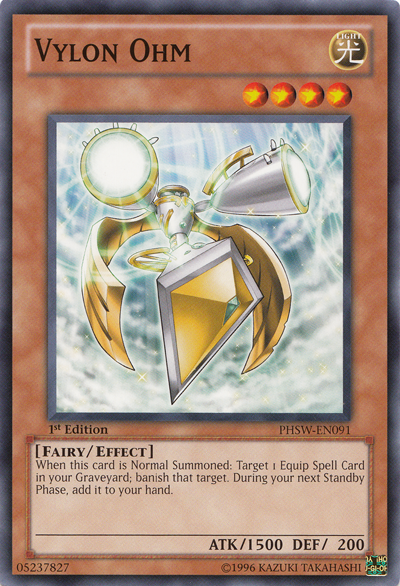 VYLON OHM
LIGHT
光
1st Edition
PHSW-EN091
[FAIRY/EFFECT]
When this card is Normal Summoned: Target 1 Equip Spell Card
in your Graveyard; banish that target. During your next Standby
Phase, add it to your hand.
ATK/1500 DEF/ 200
05237827
©1996 KAZUKI TAKAHASHI